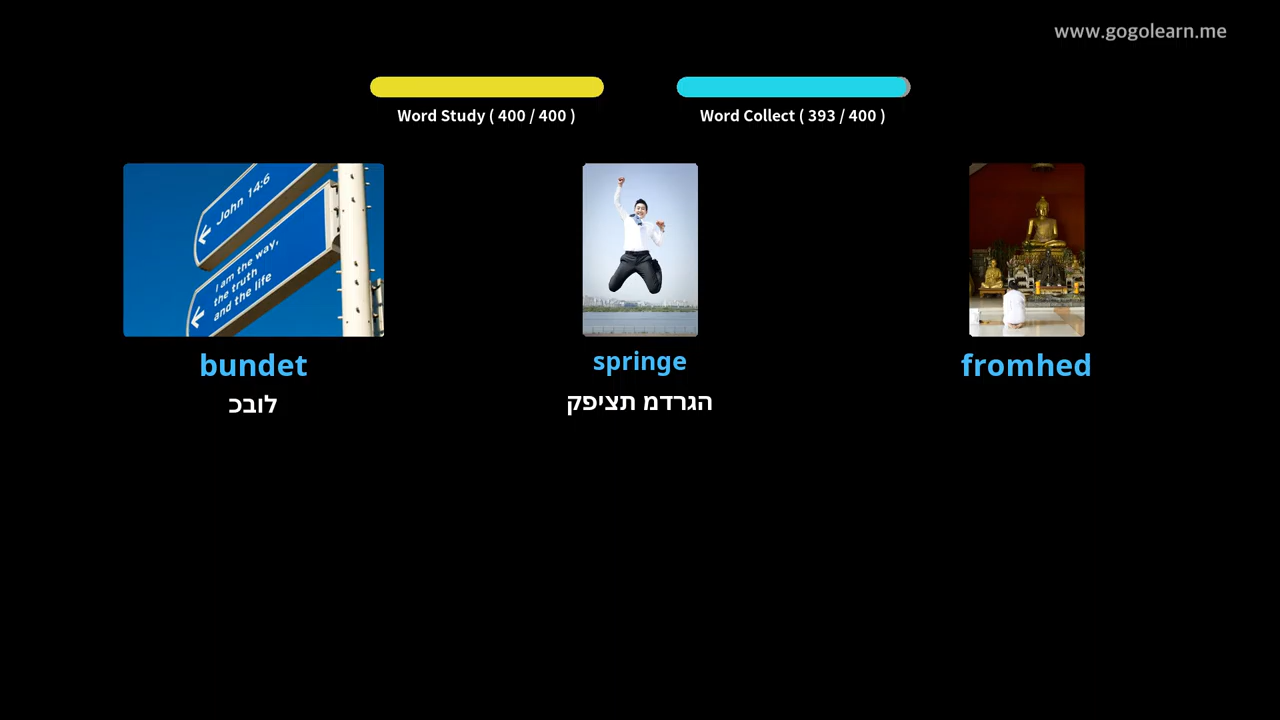 www.gogolearn.me
Word Study ( 400 / 400 )
Word Collect ( 393 / 400 )
John 14:6
I am the way,
the truth
and the life
bundet
לובכ
springe
הגרדמ תציפק
fromhed